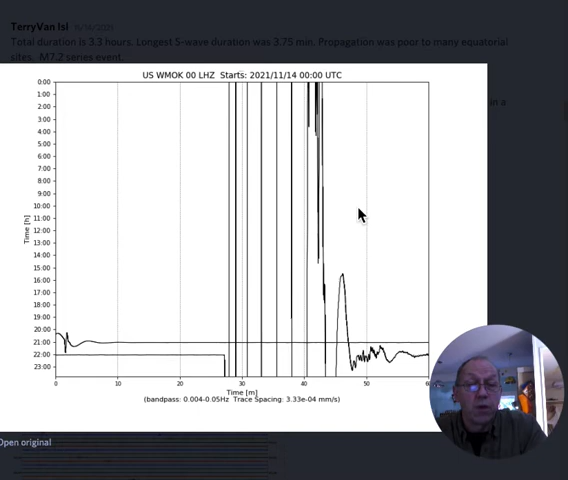 TerryVan Isl 11/14/2021
Total duration is 3.3 hours. Longest S-wave duration was 3.75 min. Propagation was poor to many equatorial
sites. M7.2 series event.
in a
US WMOK 00 LHZ Starts: 2021/11/14 00:00 UTC
Time [h]
0:00
1:00
2:00
3:00
4:00
5:00
6:00
7:00
8:00
9:00
10:00
11:00
12:00
13:00
14:00
15:00
16:00
17:00
18:00
19:00
20:00
21:00
22:00
23:00
0 10 20 30 40 50
Time [m]
(bandpass: 0.004-0.05Hz Trace Spacing: 3.33e-04 mm/s)
Open original